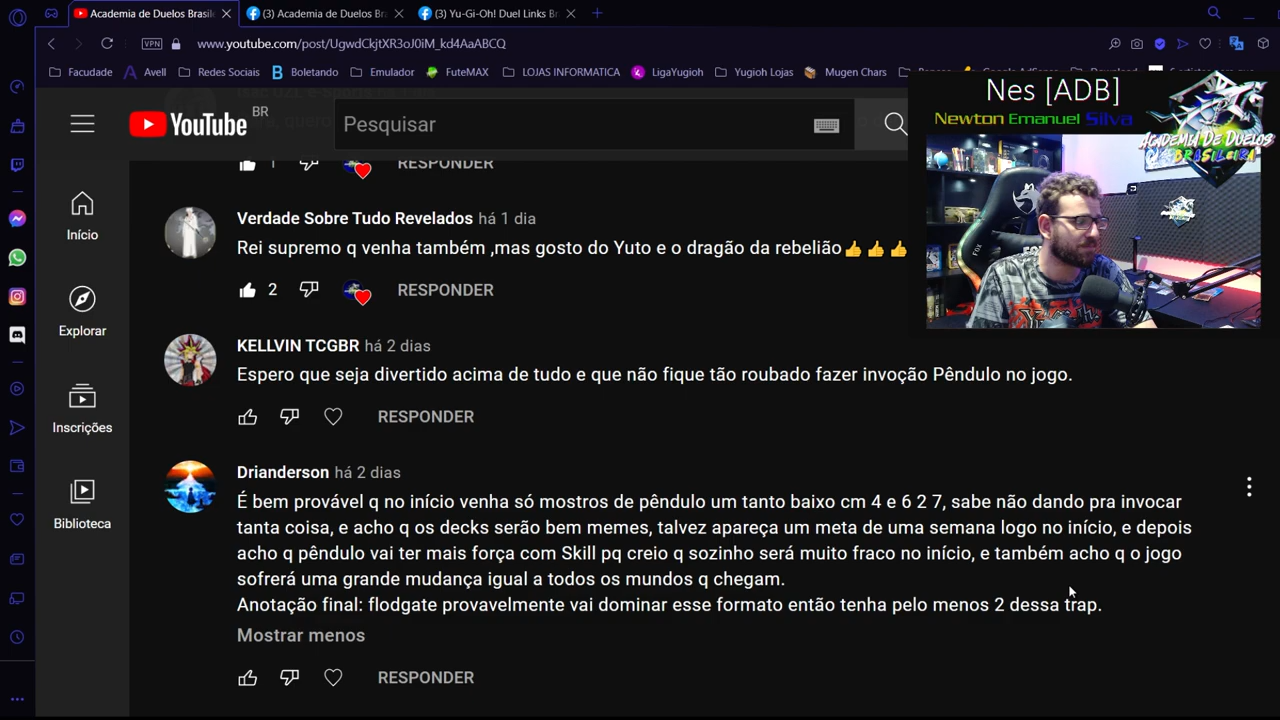 Academia de Duelos Brasile
(3) Academia de Duelos Bra
(3) Yu-Gi-Oh! Duel Links Br
VPN
www.youtube.com/post/UgwdCkjtXR3oJ0iM_kd4AaABCQ
Facudade
Avell
Redes Sociais
Boletando
Emulador
FuteMAX
LOJAS INFORMATICA
LigaYugioh
Yugioh Lojas
Mugen Chars
Nes [ADB]
Newton Emanuel Silva
ACADEMIA DE DUELOS
BRASILEIRA
YouTube
BR
Pesquisar
1
RESPONDER
Início
Explorar
Inscrições
Biblioteca
Verdade Sobre Tudo Revelados há 1 dia
Rei supremo q venha também ,mas gosto do Yuto e o dragão da rebelião👍👍👍
2
RESPONDER
KELLVIN TCGBR há 2 dias
Espero que seja divertido acima de tudo e que não fique tão roubado fazer invoção Pêndulo no jogo.
RESPONDER
Drianderson há 2 dias
É bem provável q no início venha só mostros de pêndulo um tanto baixo cm 4 e 6 2 7, sabe não dando pra invocar
tanta coisa, e acho q os decks serão bem memes, talvez apareça um meta de uma semana logo no início, e depois
acho q pêndulo vai ter mais força com Skill pq creio q sozinho será muito fraco no início, e também acho q o jogo
sofrerá uma grande mudança igual a todos os mundos q chegam.
Anotação final: flodgate provavelmente vai dominar esse formato então tenha pelo menos 2 dessa trap.
Mostrar menos
RESPONDER